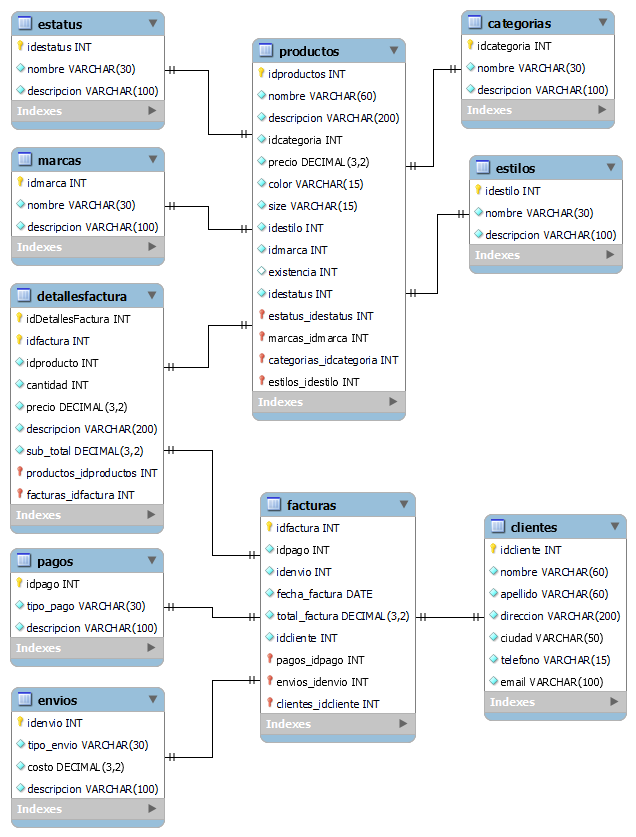 estatus
idestatus INT
nombre VARCHAR(30)
descripcion VARCHAR(100)
Indexes
marcas
idmarca INT
nombre VARCHAR(30)
descripcion VARCHAR(100)
Indexes
detallesfactura
idDetallesFactura INT
idfactura INT
idproducto INT
cantidad INT
precio DECIMAL(3,2)
descripcion VARCHAR(200)
sub_total DECIMAL(3,2)
productos_idproductos INT
facturas_idfactura INT
Indexes
pagos
idpago INT
tipo_pago VARCHAR(30)
descripcion VARCHAR(100)
Indexes
envios
idenvio INT
tipo_envio VARCHAR(30)
costo DECIMAL(3,2)
descripcion VARCHAR(100)
Indexes
productos
idproductos INT
nombre VARCHAR(60)
descripcion VARCHAR(200)
idcategoria INT
precio DECIMAL(3,2)
color VARCHAR(15)
size VARCHAR(15)
idestilo INT
idmarca INT
existencia INT
idestatus INT
estatus_idestatus INT
marcas_idmarca INT
categorias_idcategoria INT
estilos_idestilo INT
Indexes
facturas
idfactura INT
idpago INT
idenvio INT
fecha_factura DATE
total_factura DECIMAL(3,2)
idcliente INT
pagos_idpago INT
envios_idenvio INT
clientes_idcliente INT
Indexes
categorias
idcategoria INT
nombre VARCHAR(30)
descripcion VARCHAR(100)
Indexes
estilos
idestilo INT
nombre VARCHAR(30)
descripcion VARCHAR(100)
Indexes
clientes
idcliente INT
nombre VARCHAR(60)
apellido VARCHAR(60)
direccion VARCHAR(200)
ciudad VARCHAR(50)
telefono VARCHAR(15)
email VARCHAR(100)
Indexes